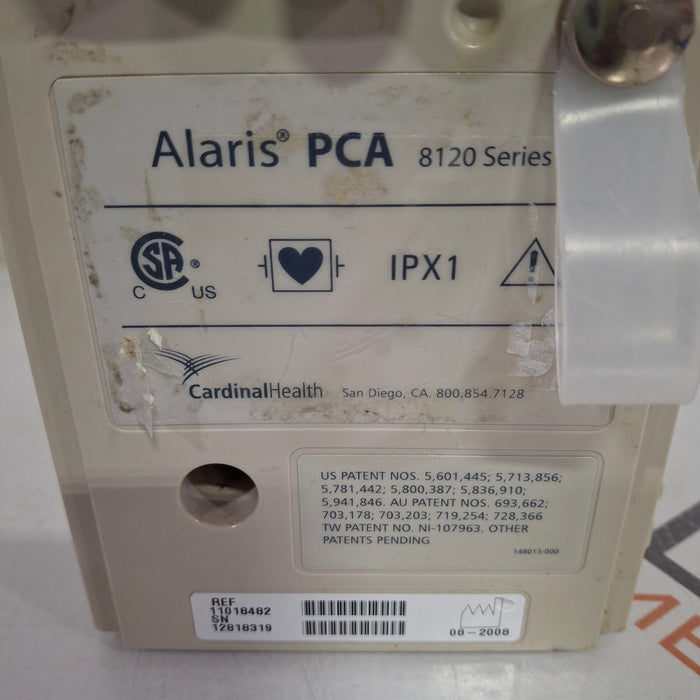 Alaris® PCA 8120 Series
CSA ®
C US
IPX1
!
CardinalHealth San Diego, CA. 800.854.7128
US PATENT NOS. 5,601,445; 5,713,856;
5,781,442; 5,800,387; 5,836,910;
5,941,846. AU PATENT NOS. 693,662;
703,178; 703,203; 719,254; 728,366
TW PATENT NO. NI-107963. OTHER
PATENTS PENDING
148013-000
REF
11018482
SN
12818319
08-2008